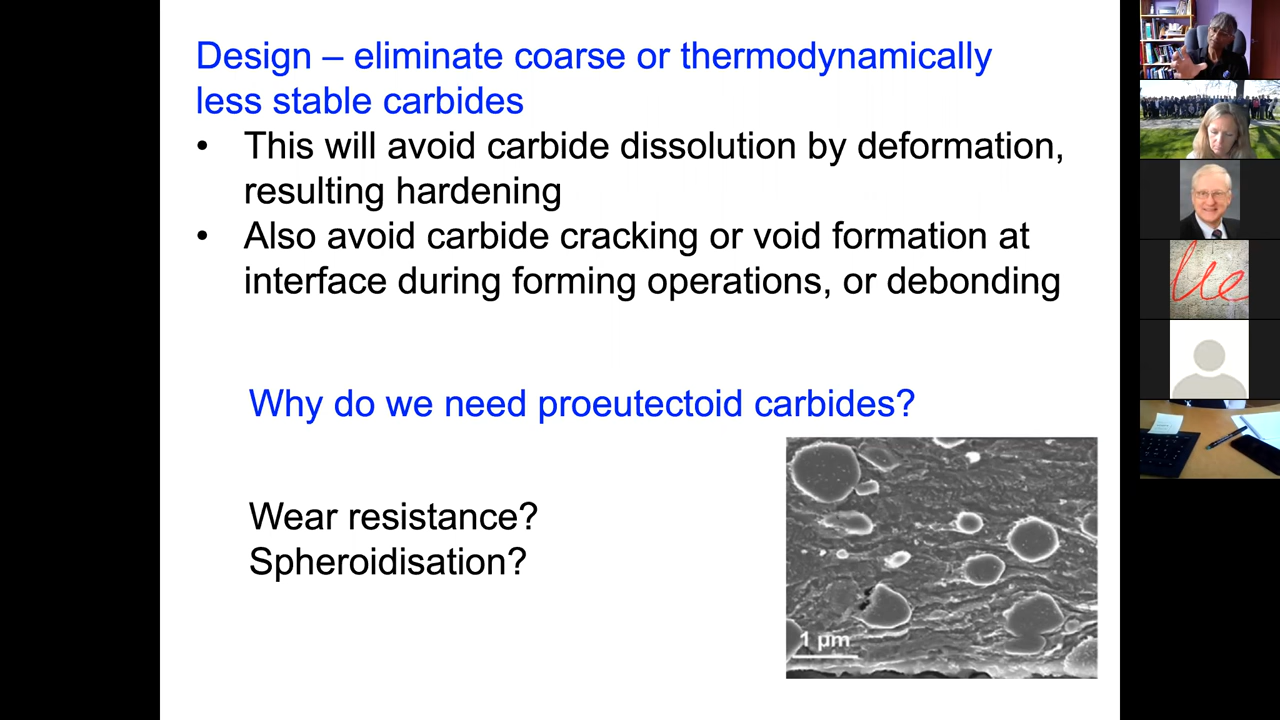 Design – eliminate coarse or thermodynamically
less stable carbides
• This will avoid carbide dissolution by deformation,
resulting hardening
• Also avoid carbide cracking or void formation at
interface during forming operations, or debonding
Why do we need proeutectoid carbides?
Wear resistance?
Spheroidisation?
1 µm